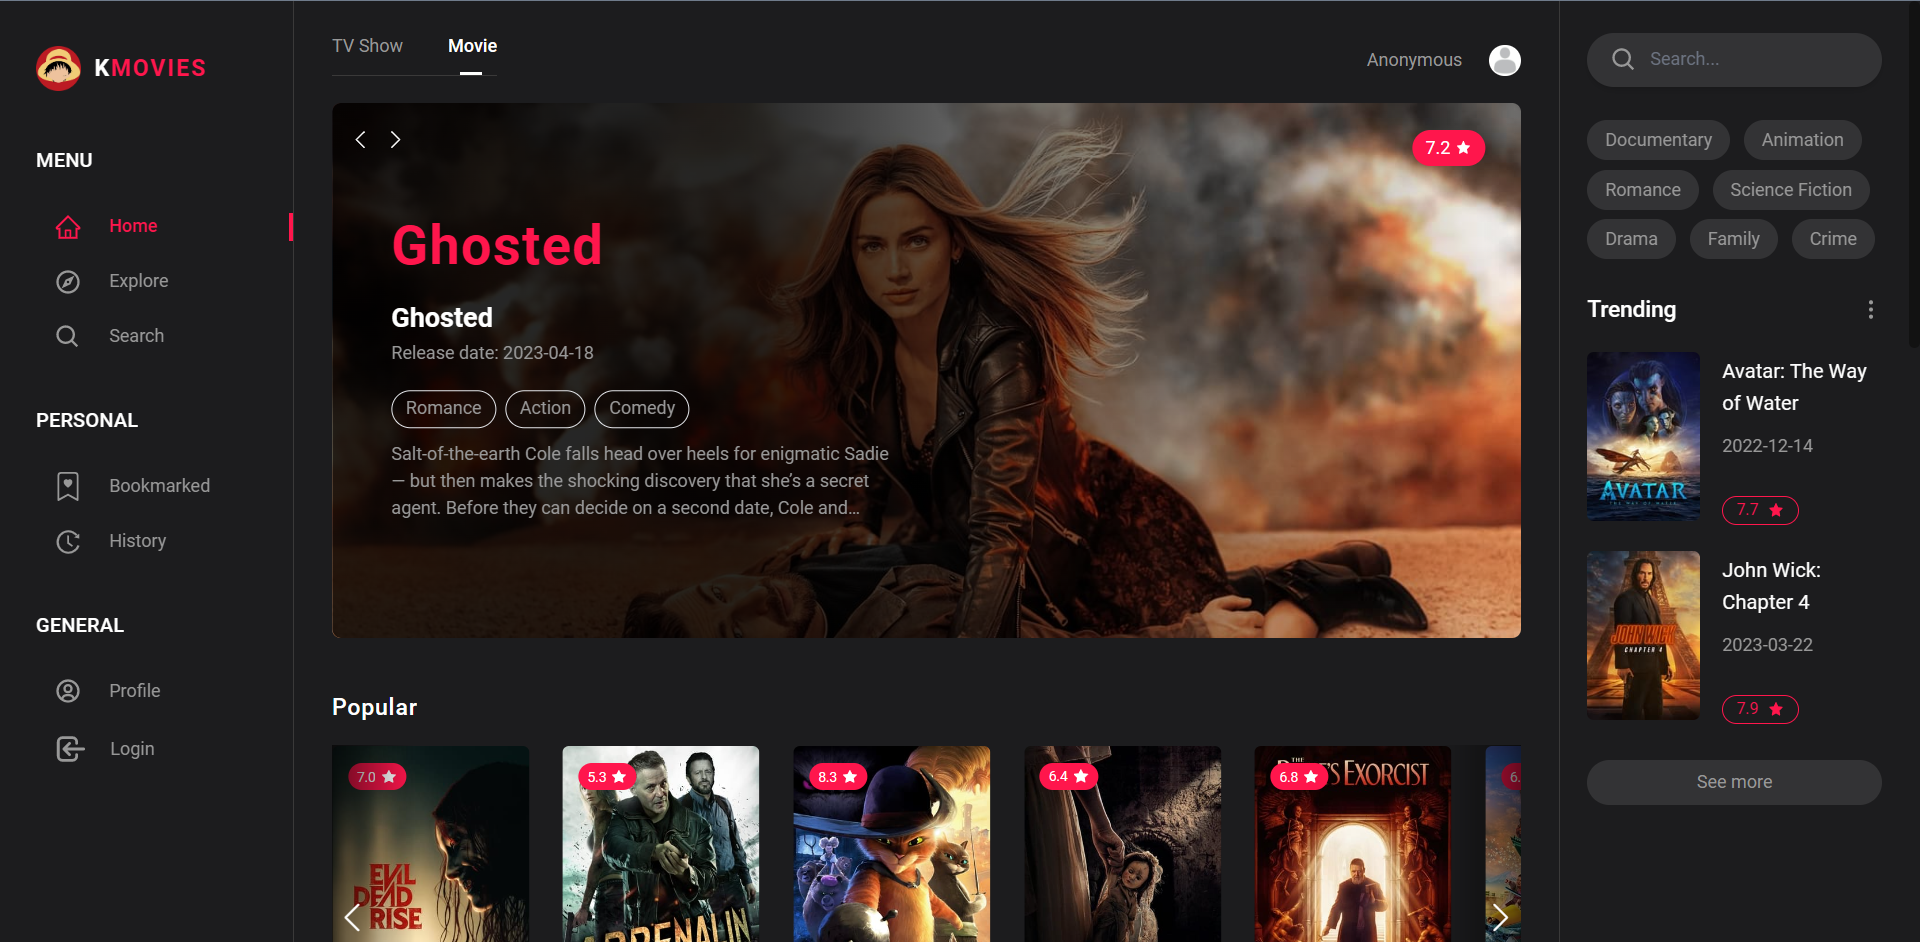 KMOVIES
MENU
Home
Explore
Search
PERSONAL
Bookmarked
History
GENERAL
Profile
Login
TV Show
Movie
Anonymous
7.2
Ghosted
Ghosted
Release date: 2023-04-18
Romance
Action
Comedy
Salt-of-the-earth Cole falls head over heels for enigmatic Sadie
— but then makes the shocking discovery that she’s a secret
agent. Before they can decide on a second date, Cole and…
Popular
7.0
EVIL
DEAD
RISE
5.3
ADRENALIN
8.3
6.4
6.8
THE
EXORCIST
6.
Search...
Documentary
Animation
Romance
Science Fiction
Drama
Family
Crime
Trending
AVATAR
THE WAY OF WATER
Avatar: The Way
of Water
2022-12-14
7.7
JOHN WICK
CHAPTER 4
John Wick:
Chapter 4
2023-03-22
7.9
See more